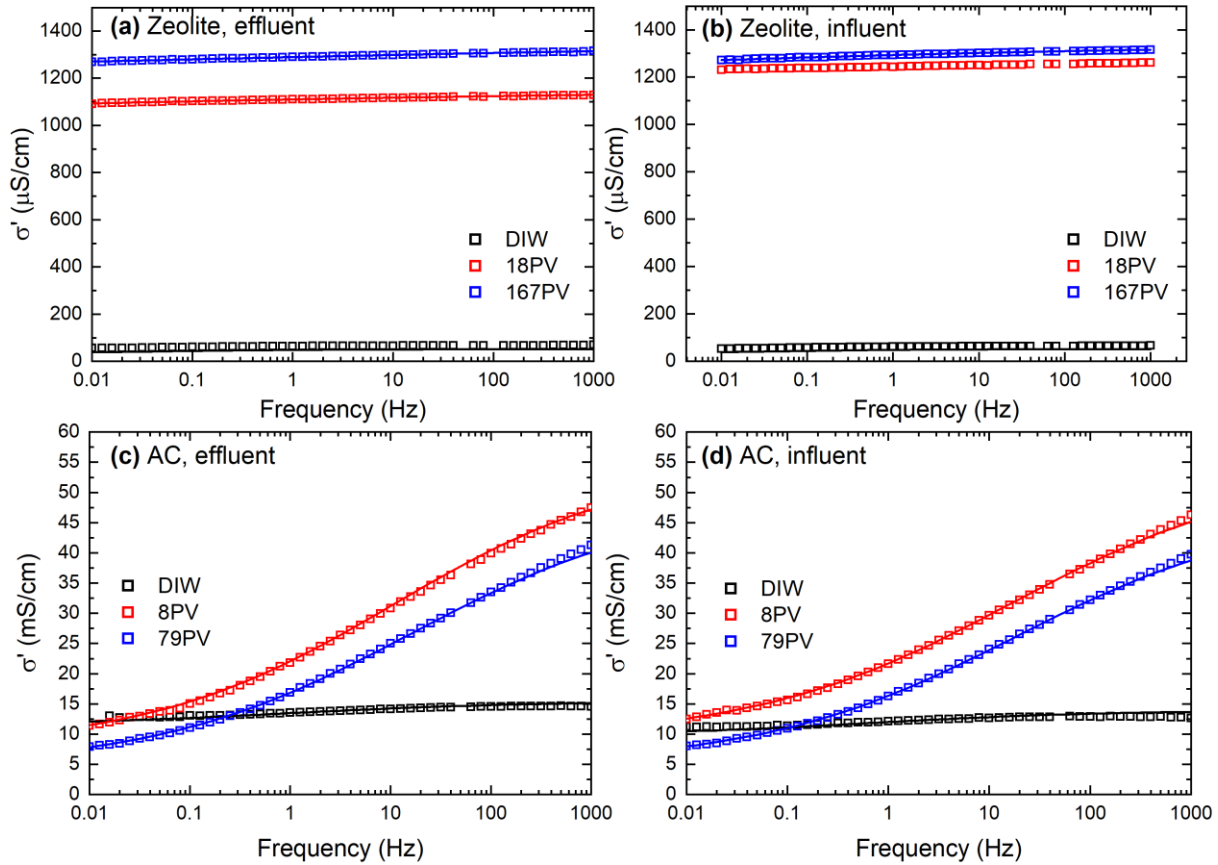 (a) Zeolite, effluent
1400
1200
1000
800
600
400
200
0
σ' (μS/cm)
DIW
18PV
167PV
0.01 0.1 1 10 100 1000
Frequency (Hz)
(b) Zeolite, influent
1400
1200
1000
800
600
400
200
0
σ' (μS/cm)
DIW
18PV
167PV
0.01 0.1 1 10 100 1000
Frequency (Hz)
(c) AC, effluent
60
55
50
45
40
35
30
25
20
15
10
5
0
σ' (mS/cm)
DIW
8PV
79PV
0.01 0.1 1 10 100 1000
Frequency (Hz)
(d) AC, influent
60
55
50
45
40
35
30
25
20
15
10
5
0
σ' (mS/cm)
DIW
8PV
79PV
0.01 0.1 1 10 100 1000
Frequency (Hz)